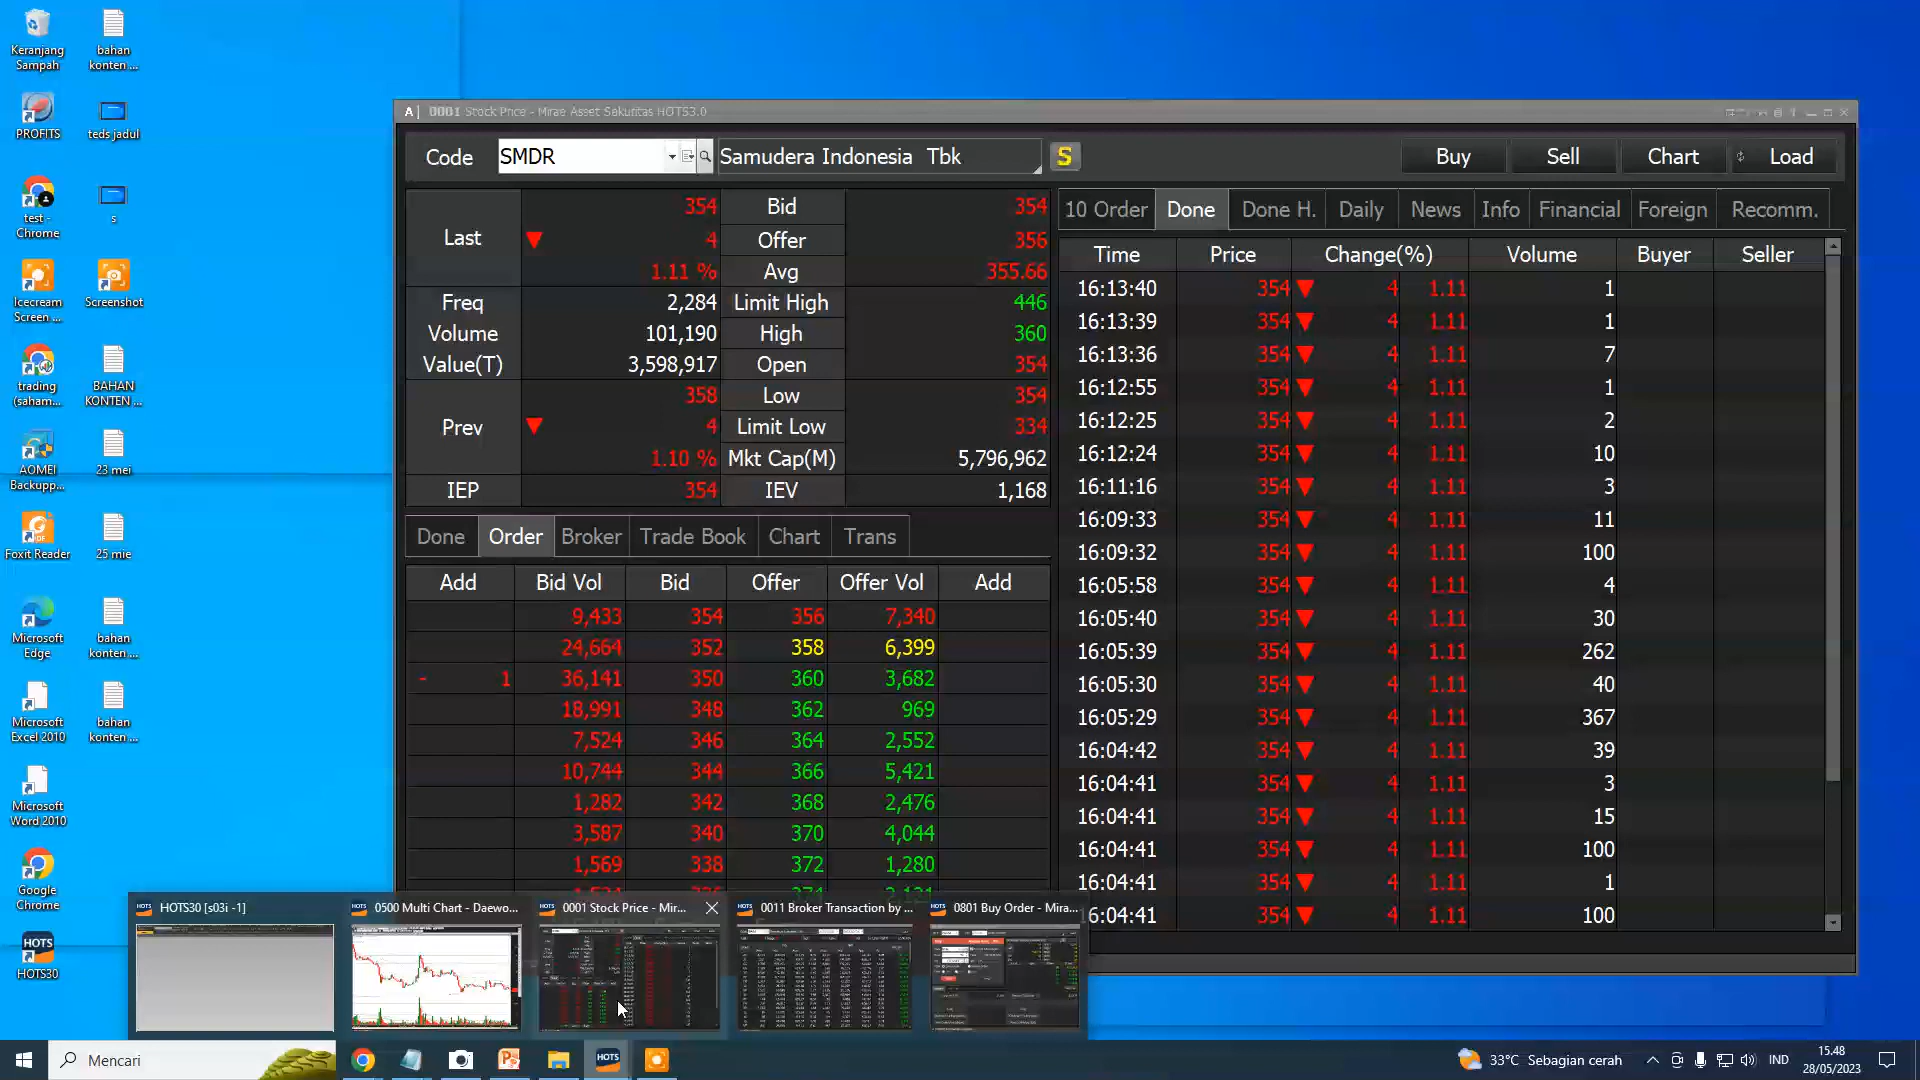 Keranjang
Sampah
bahan
konten ...
PROFITS
teds jadul
test -
Chrome
s
Icecream
Screen ...
Screenshot
trading
(saham...
BAHAN
KONTEN ...
AOMEI
Backupp...
23 mei
Foxit Reader
25 mie
Microsoft
Edge
bahan
konten ...
Microsoft
Excel 2010
bahan
konten ...
Microsoft
Word 2010
Google
Chrome
HOTS
HOTS30
A| 0001 Stock Price - Mirae Asset Sekuritas HOTS3.0
Code SMDR Samudera Indonesia Tbk S Buy Sell Chart Load
Last 354 Bid 354
4 Offer 356
1.11 % Avg 355.66
Freq 2,284 Limit High 446
Volume 101,190 High 360
Value(T) 3,598,917 Open 354
358 Low 354
Prev 4 Limit Low 334
1.10 % Mkt Cap(M) 5,796,962
IEP 354 IEV 1,168
Done Order Broker Trade Book Chart Trans
Add Bid Vol Bid Offer Offer Vol Add
9,433 354 356 7,340
24,664 352 358 6,399
- 1 36,141 350 360 3,682
18,991 348 362 969
7,524 346 364 2,552
10,744 344 366 5,421
1,282 342 368 2,476
3,587 340 370 4,044
1,569 338 372 1,280
10 Order Done Done H. Daily News Info Financial Foreign Recomm.
Time Price Change(%) Volume Buyer Seller
16:13:40 354 4 1.11 1
16:13:39 354 4 1.11 1
16:13:36 354 4 1.11 7
16:12:55 354 4 1.11 1
16:12:25 354 4 1.11 2
16:12:24 354 4 1.11 10
16:11:16 354 4 1.11 3
16:09:33 354 4 1.11 11
16:09:32 354 4 1.11 100
16:05:58 354 4 1.11 4
16:05:40 354 4 1.11 30
16:05:39 354 4 1.11 262
16:05:30 354 4 1.11 40
16:05:29 354 4 1.11 367
16:04:42 354 4 1.11 39
16:04:41 354 4 1.11 3
16:04:41 354 4 1.11 15
16:04:41 354 4 1.11 100
16:04:41 354 4 1.11 1
16:04:41 354 4 1.11 100
HOTS HOTS30 [s03i -1]
HOTS 0500 Multi Chart - Daewo...
HOTS 0001 Stock Price - Mir...
HOTS 0011 Broker Transaction by ...
HOTS 0801 Buy Order - Mira...
Mencari
HOTS
33°C Sebagian cerah
IND
15.48
28/05/2023